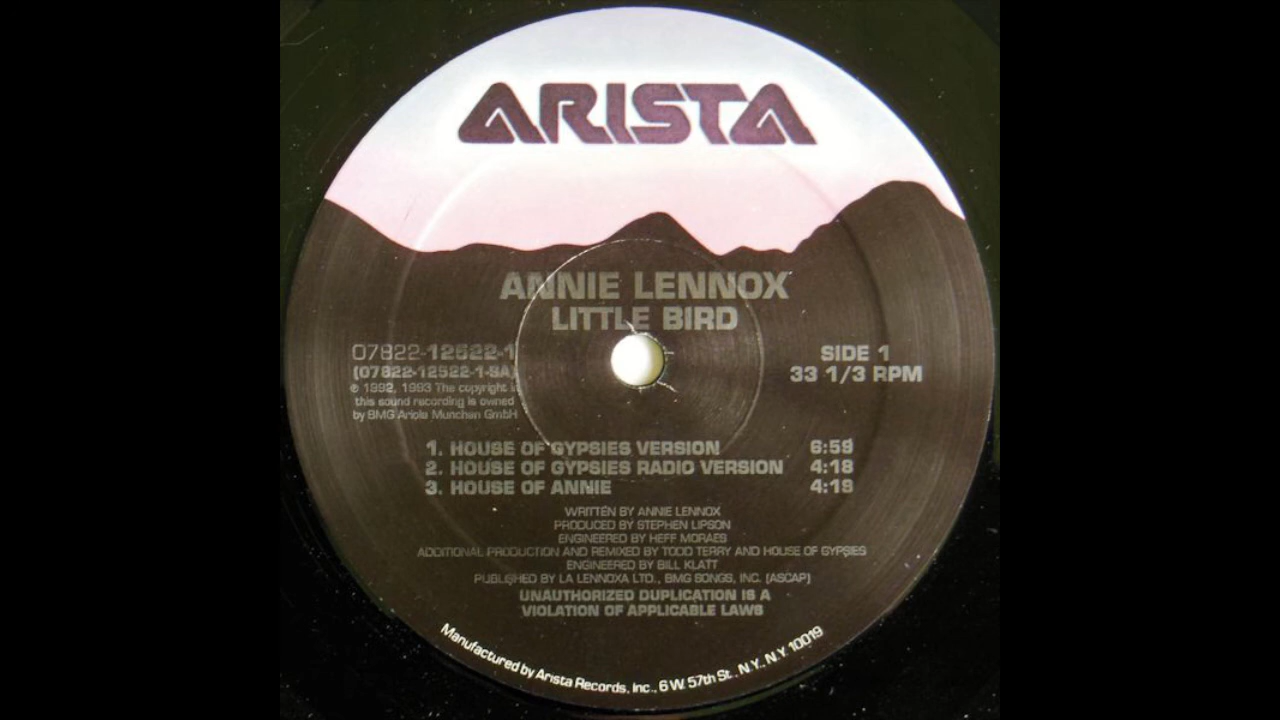 ARISTA
ANNIE LENNOX
LITTLE BIRD
07822-12522-1
(07822-12522-1-SA)
℗ 1992, 1993 The copyright in
this sound recording is owned
by BMG Ariola Munchen GmbH
SIDE 1
33 1/3 RPM
1. HOUSE OF GYPSIES VERSION 6:59
2. HOUSE OF GYPSIES RADIO VERSION 4:18
3. HOUSE OF ANNIE 4:19
WRITTEN BY ANNIE LENNOX
PRODUCED BY STEPHEN LIPSON
ENGINEERED BY HEFF MORAES
ADDITIONAL PRODUCTION AND REMIXED BY TODD TERRY AND HOUSE OF GYPSIES
ENGINEERED BY BILL KLATT
PUBLISHED BY LA LENNOXA LTD., BMG SONGS, INC. (ASCAP)
UNAUTHORIZED DUPLICATION IS A
VIOLATION OF APPLICABLE LAWS
Manufactured by Arista Records, Inc., 6 W. 57th St., N.Y., N.Y. 10019